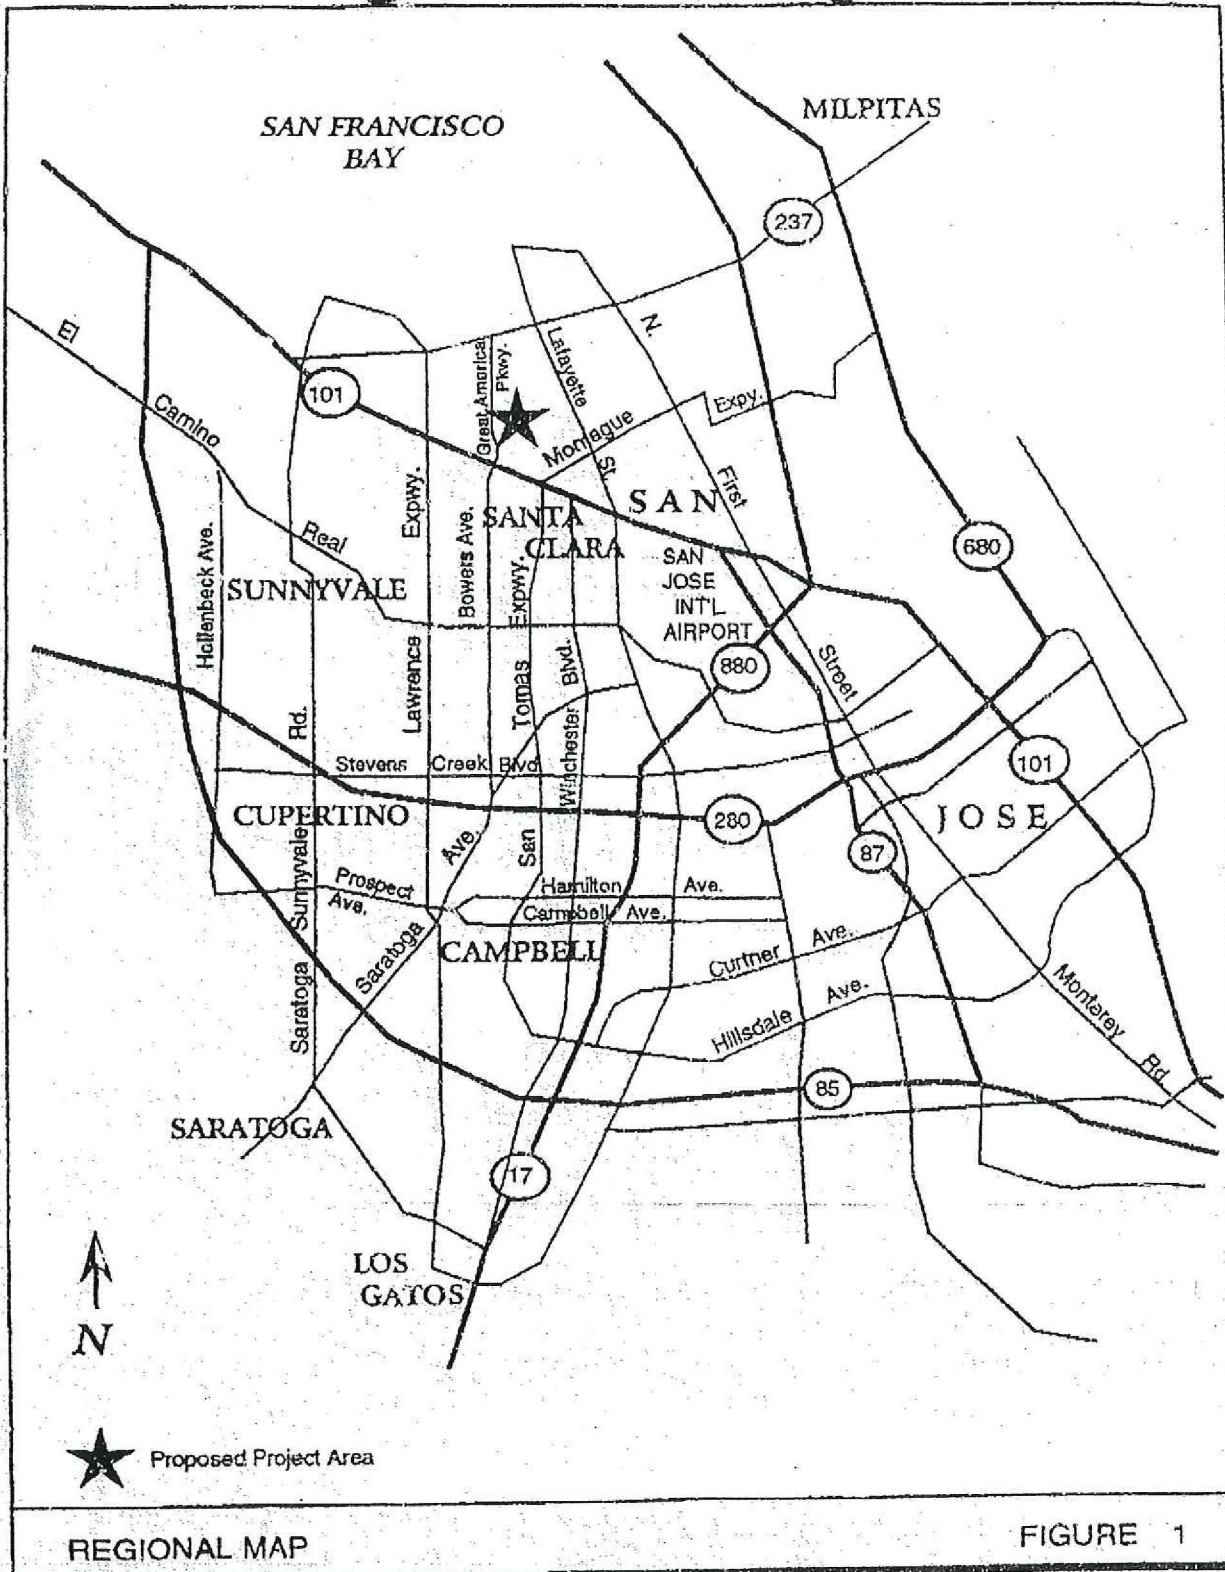 MILPITAS
SAN FRANCISCO
BAY
237
El
Camino
Real
101
Great America
Pkwy.
Lafayette
St.
N.
First
Street
Montague
Expy.
SAN
JOSE
SANTA
CLARA
SAN
JOSE
INT'L
AIRPORT
680
Hollenbeck Ave.
SUNNYVALE
Lawrence
Expwy.
Bowers Ave.
San
Tomas
Expwy.
Winchester Blvd.
880
Stevens Creek Blvd.
101
CUPERTINO
280
87
Saratoga Sunnyvale Rd.
Prospect
Ave.
Saratoga Ave.
Hamilton Ave.
Campbell Ave.
CAMPBELL
Curtner Ave.
Hillsdale Ave.
Monterey Rd.
85
SARATOGA
17
LOS
GATOS
N
Proposed Project Area
REGIONAL MAP
FIGURE 1